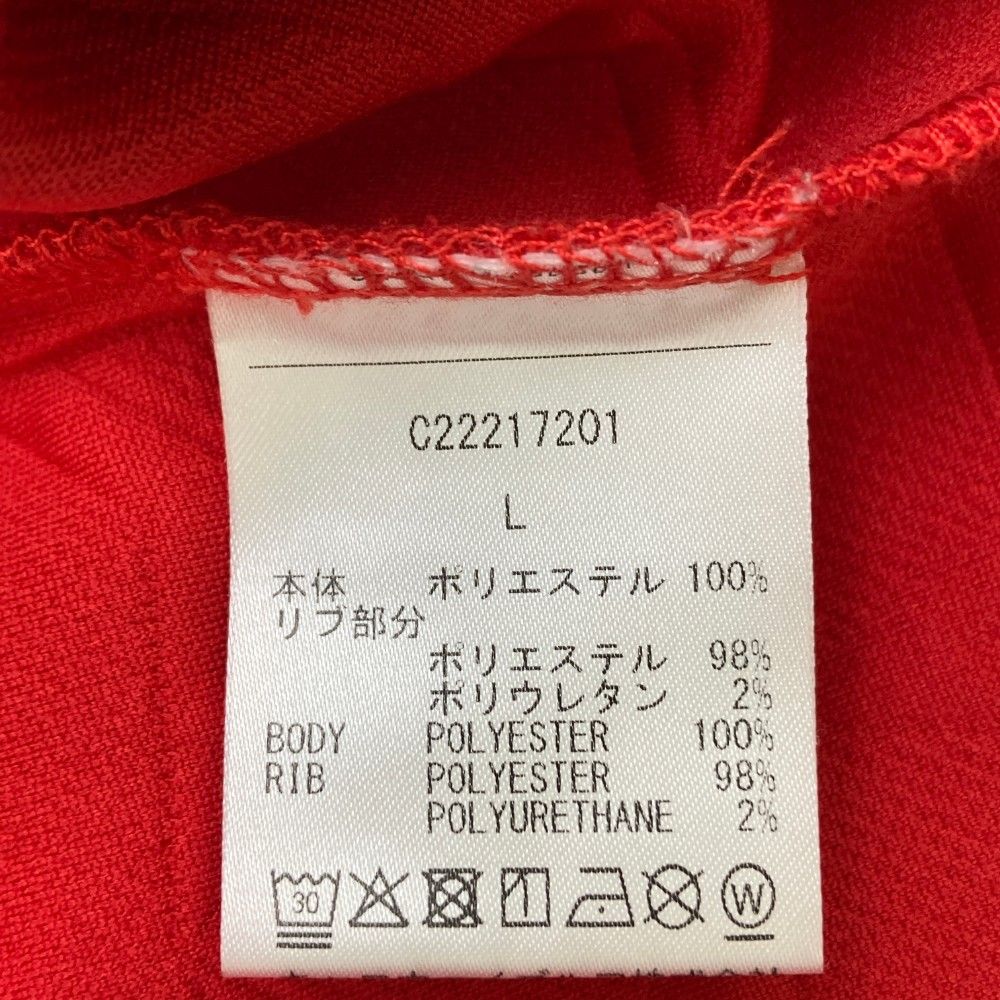 C22217201
L
本体 ポリエステル 100%
リブ部分
ポリエステル 98%
ポリウレタン 2%
BODY POLYESTER 100%
RIB POLYESTER 98%
POLYURETHANE 2%
30 W